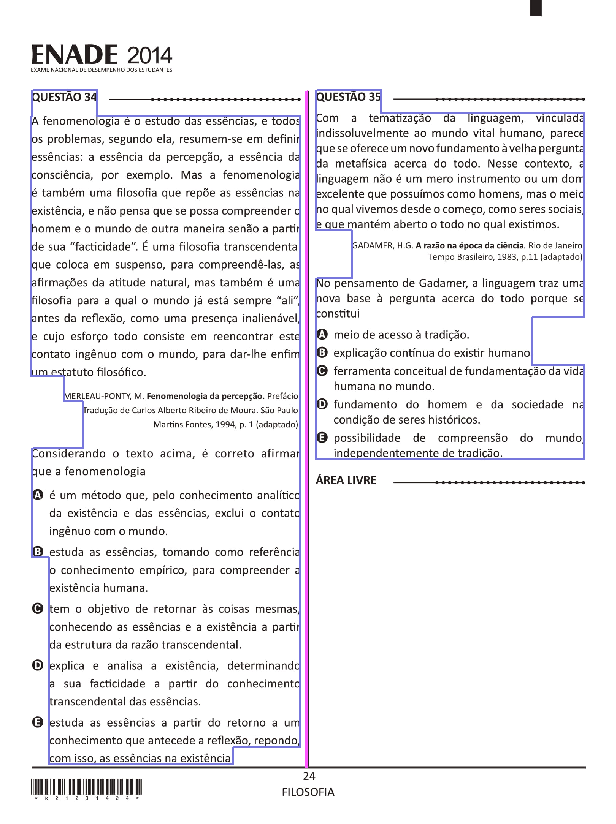 ENADE 2014
EXAME NACIONAL DE DESEMPENHO DOS ESTUDANTES
QUESTÃO 34
A fenomenologia é o estudo das essências, e todos
os problemas, segundo ela, resumem-se em definir
essências: a essência da percepção, a essência da
consciência, por exemplo. Mas a fenomenologia
é também uma filosofia que repõe as essências na
existência, e não pensa que se possa compreender o
homem e o mundo de outra maneira senão a partir
de sua “facticidade”. É uma filosofia transcendental
que coloca em suspenso, para compreendê-las, as
afirmações da atitude natural, mas também é uma
filosofia para a qual o mundo já está sempre “ali”,
antes da reflexão, como uma presença inalienável,
e cujo esforço todo consiste em reencontrar este
contato ingênuo com o mundo, para dar-lhe enfim
um estatuto filosófico.
MERLEAU-PONTY, M. Fenomenologia da percepção. Prefácio.
Tradução de Carlos Alberto Ribeiro de Moura. São Paulo:
Martins Fontes, 1994, p. 1 (adaptado).
Considerando o texto acima, é correto afirmar
que a fenomenologia
A é um método que, pelo conhecimento analítico
da existência e das essências, exclui o contato
ingênuo com o mundo.
B estuda as essências, tomando como referência
o conhecimento empírico, para compreender a
existência humana.
C tem o objetivo de retornar às coisas mesmas,
conhecendo as essências e a existência a partir
da estrutura da razão transcendental.
D explica e analisa a existência, determinando
a sua facticidade a partir do conhecimento
transcendental das essências.
E estuda as essências a partir do retorno a um
conhecimento que antecede a reflexão, repondo,
com isso, as essências na existência.
QUESTÃO 35
Com a tematização da linguagem, vinculada
indissoluvelmente ao mundo vital humano, parece
que se oferece um novo fundamento à velha pergunta
da metafísica acerca do todo. Nesse contexto, a
linguagem não é um mero instrumento ou um dom
excelente que possuímos como homens, mas o meio
no qual vivemos desde o começo, como seres sociais,
e que mantém aberto o todo no qual existimos.
GADAMER, H.G. A razão na época da ciência. Rio de Janeiro:
Tempo Brasileiro, 1983, p.11 (adaptado).
No pensamento de Gadamer, a linguagem traz uma
nova base à pergunta acerca do todo porque se
constitui
A meio de acesso à tradição.
B explicação contínua do existir humano.
C ferramenta conceitual de fundamentação da vida
humana no mundo.
D fundamento do homem e da sociedade na
condição de seres históricos.
E possibilidade de compreensão do mundo,
independentemente de tradição.
ÁREA LIVRE
24
FILOSOFIA